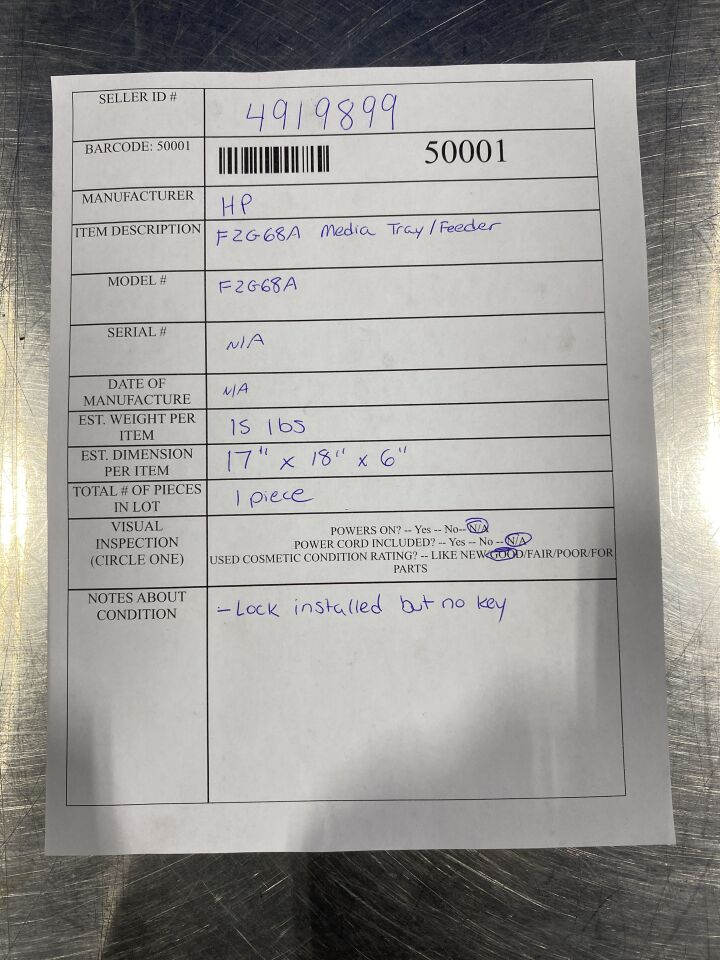 SELLER ID # 4919899
BARCODE: 50001 50001
MANUFACTURER HP
ITEM DESCRIPTION F2G68A Media Tray/Feeder
MODEL # F2G68A
SERIAL # N/A
DATE OF
MANUFACTURE N/A
EST. WEIGHT PER
ITEM 15 lbs
EST. DIMENSION
PER ITEM 17" x 18" x 6"
TOTAL # OF PIECES
IN LOT 1 piece
VISUAL
INSPECTION
(CIRCLE ONE)
POWERS ON? -- Yes -- No-- N/A
POWER CORD INCLUDED? -- Yes -- No -- N/A
USED COSMETIC CONDITION RATING? -- LIKE NEW/GOOD/FAIR/POOR/FOR
PARTS
NOTES ABOUT
CONDITION
- Lock installed but no key